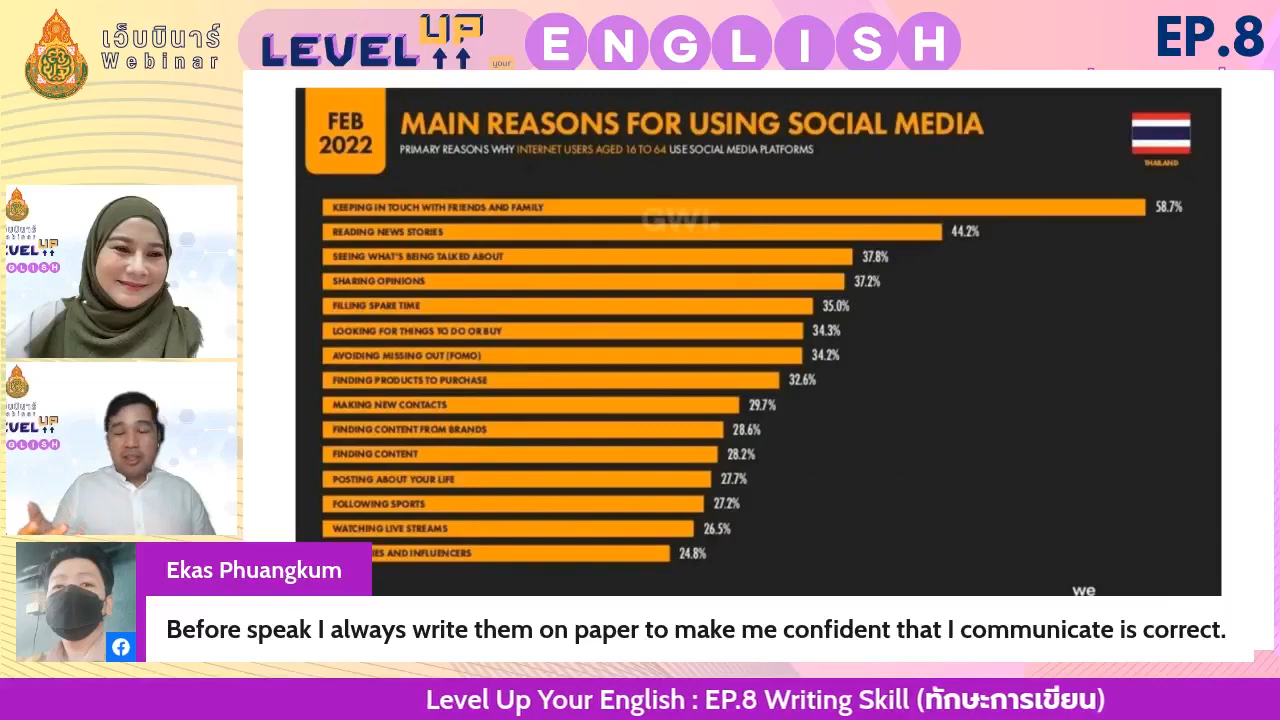 เว็บบินาร์
Webinar
LEVEL UP
your
ENGLISH
EP.8
FEB
2022
MAIN REASONS FOR USING SOCIAL MEDIA
PRIMARY REASONS WHY INTERNET USERS AGED 16 TO 64 USE SOCIAL MEDIA PLATFORMS
THAILAND
GWI.
KEEPING IN TOUCH WITH FRIENDS AND FAMILY 58.7%
READING NEWS STORIES 44.2%
SEEING WHAT'S BEING TALKED ABOUT 37.8%
SHARING OPINIONS 37.2%
FILLING SPARE TIME 35.0%
LOOKING FOR THINGS TO DO OR BUY 34.3%
AVOIDING MISSING OUT (FOMO) 34.2%
FINDING PRODUCTS TO PURCHASE 32.6%
MAKING NEW CONTACTS 29.7%
FINDING CONTENT FROM BRANDS 28.6%
FINDING CONTENT 28.2%
POSTING ABOUT YOUR LIFE 27.7%
FOLLOWING SPORTS 27.2%
WATCHING LIVE STREAMS 26.5%
AND INFLUENCERS 24.8%
we
Ekas Phuangkum
Before speak I always write them on paper to make me confident that I communicate is correct.
Level Up Your English : EP.8 Writing Skill (ทักษะการเขียน)